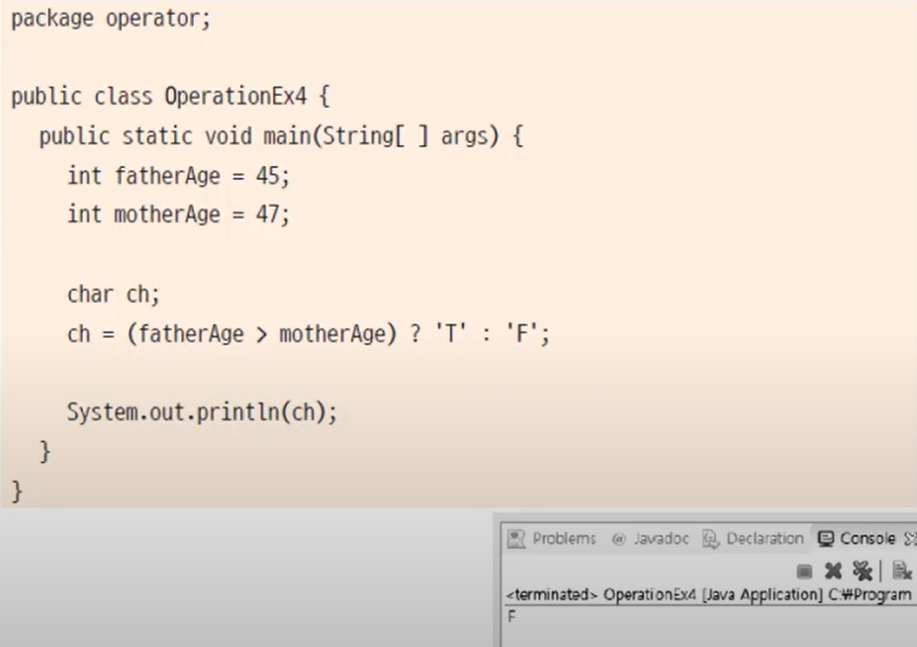 package operator;
public class OperationEx4 {
public static void main(String[ ] args) {
int fatherAge = 45;
int motherAge = 47;
char ch;
ch = (fatherAge > motherAge) ? 'T' : 'F';
System.out.println(ch);
}
}
Problems @ Javadoc Declaration Console
<terminated> OperationEx4 [Java Application] C:₩Program
F